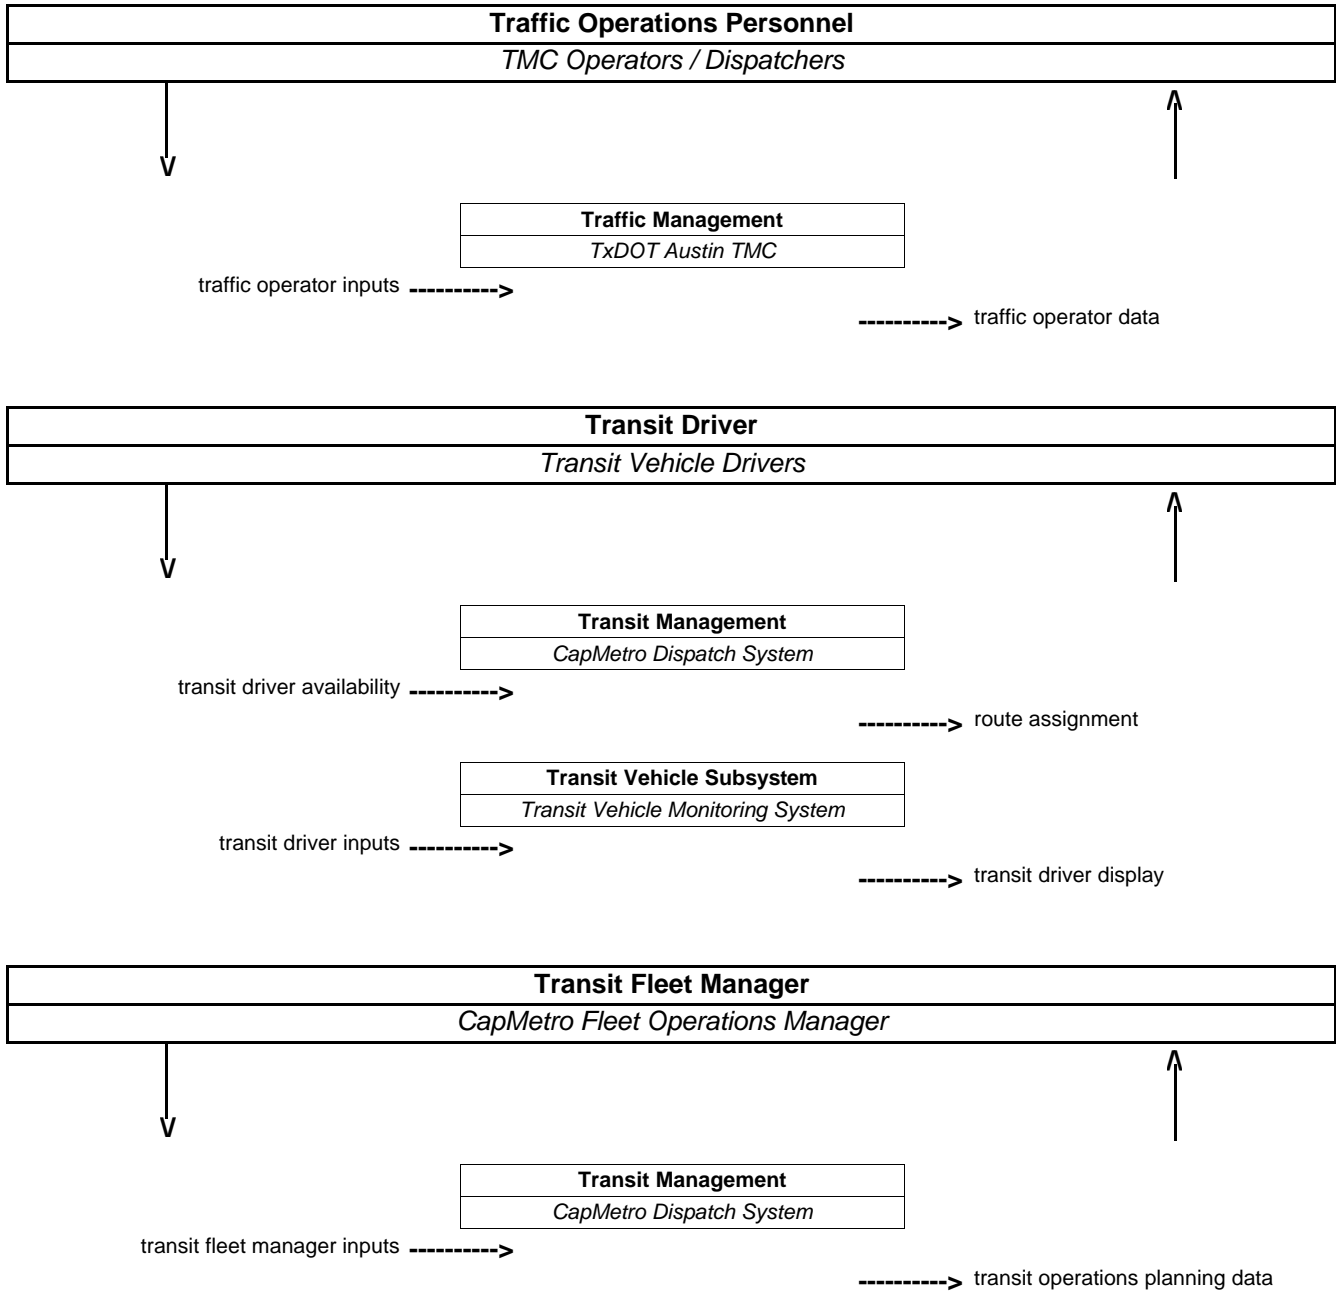 Traffic Operations Personnel
TMC Operators / Dispatchers
Traffic Management
TxDOT Austin TMC
traffic operator inputs ---------->
----------> traffic operator data
Transit Driver
Transit Vehicle Drivers
Transit Management
CapMetro Dispatch System
transit driver availability ---------->
----------> route assignment
Transit Vehicle Subsystem
Transit Vehicle Monitoring System
transit driver inputs ---------->
----------> transit driver display
Transit Fleet Manager
CapMetro Fleet Operations Manager
Transit Management
CapMetro Dispatch System
transit fleet manager inputs ---------->
----------> transit operations planning data